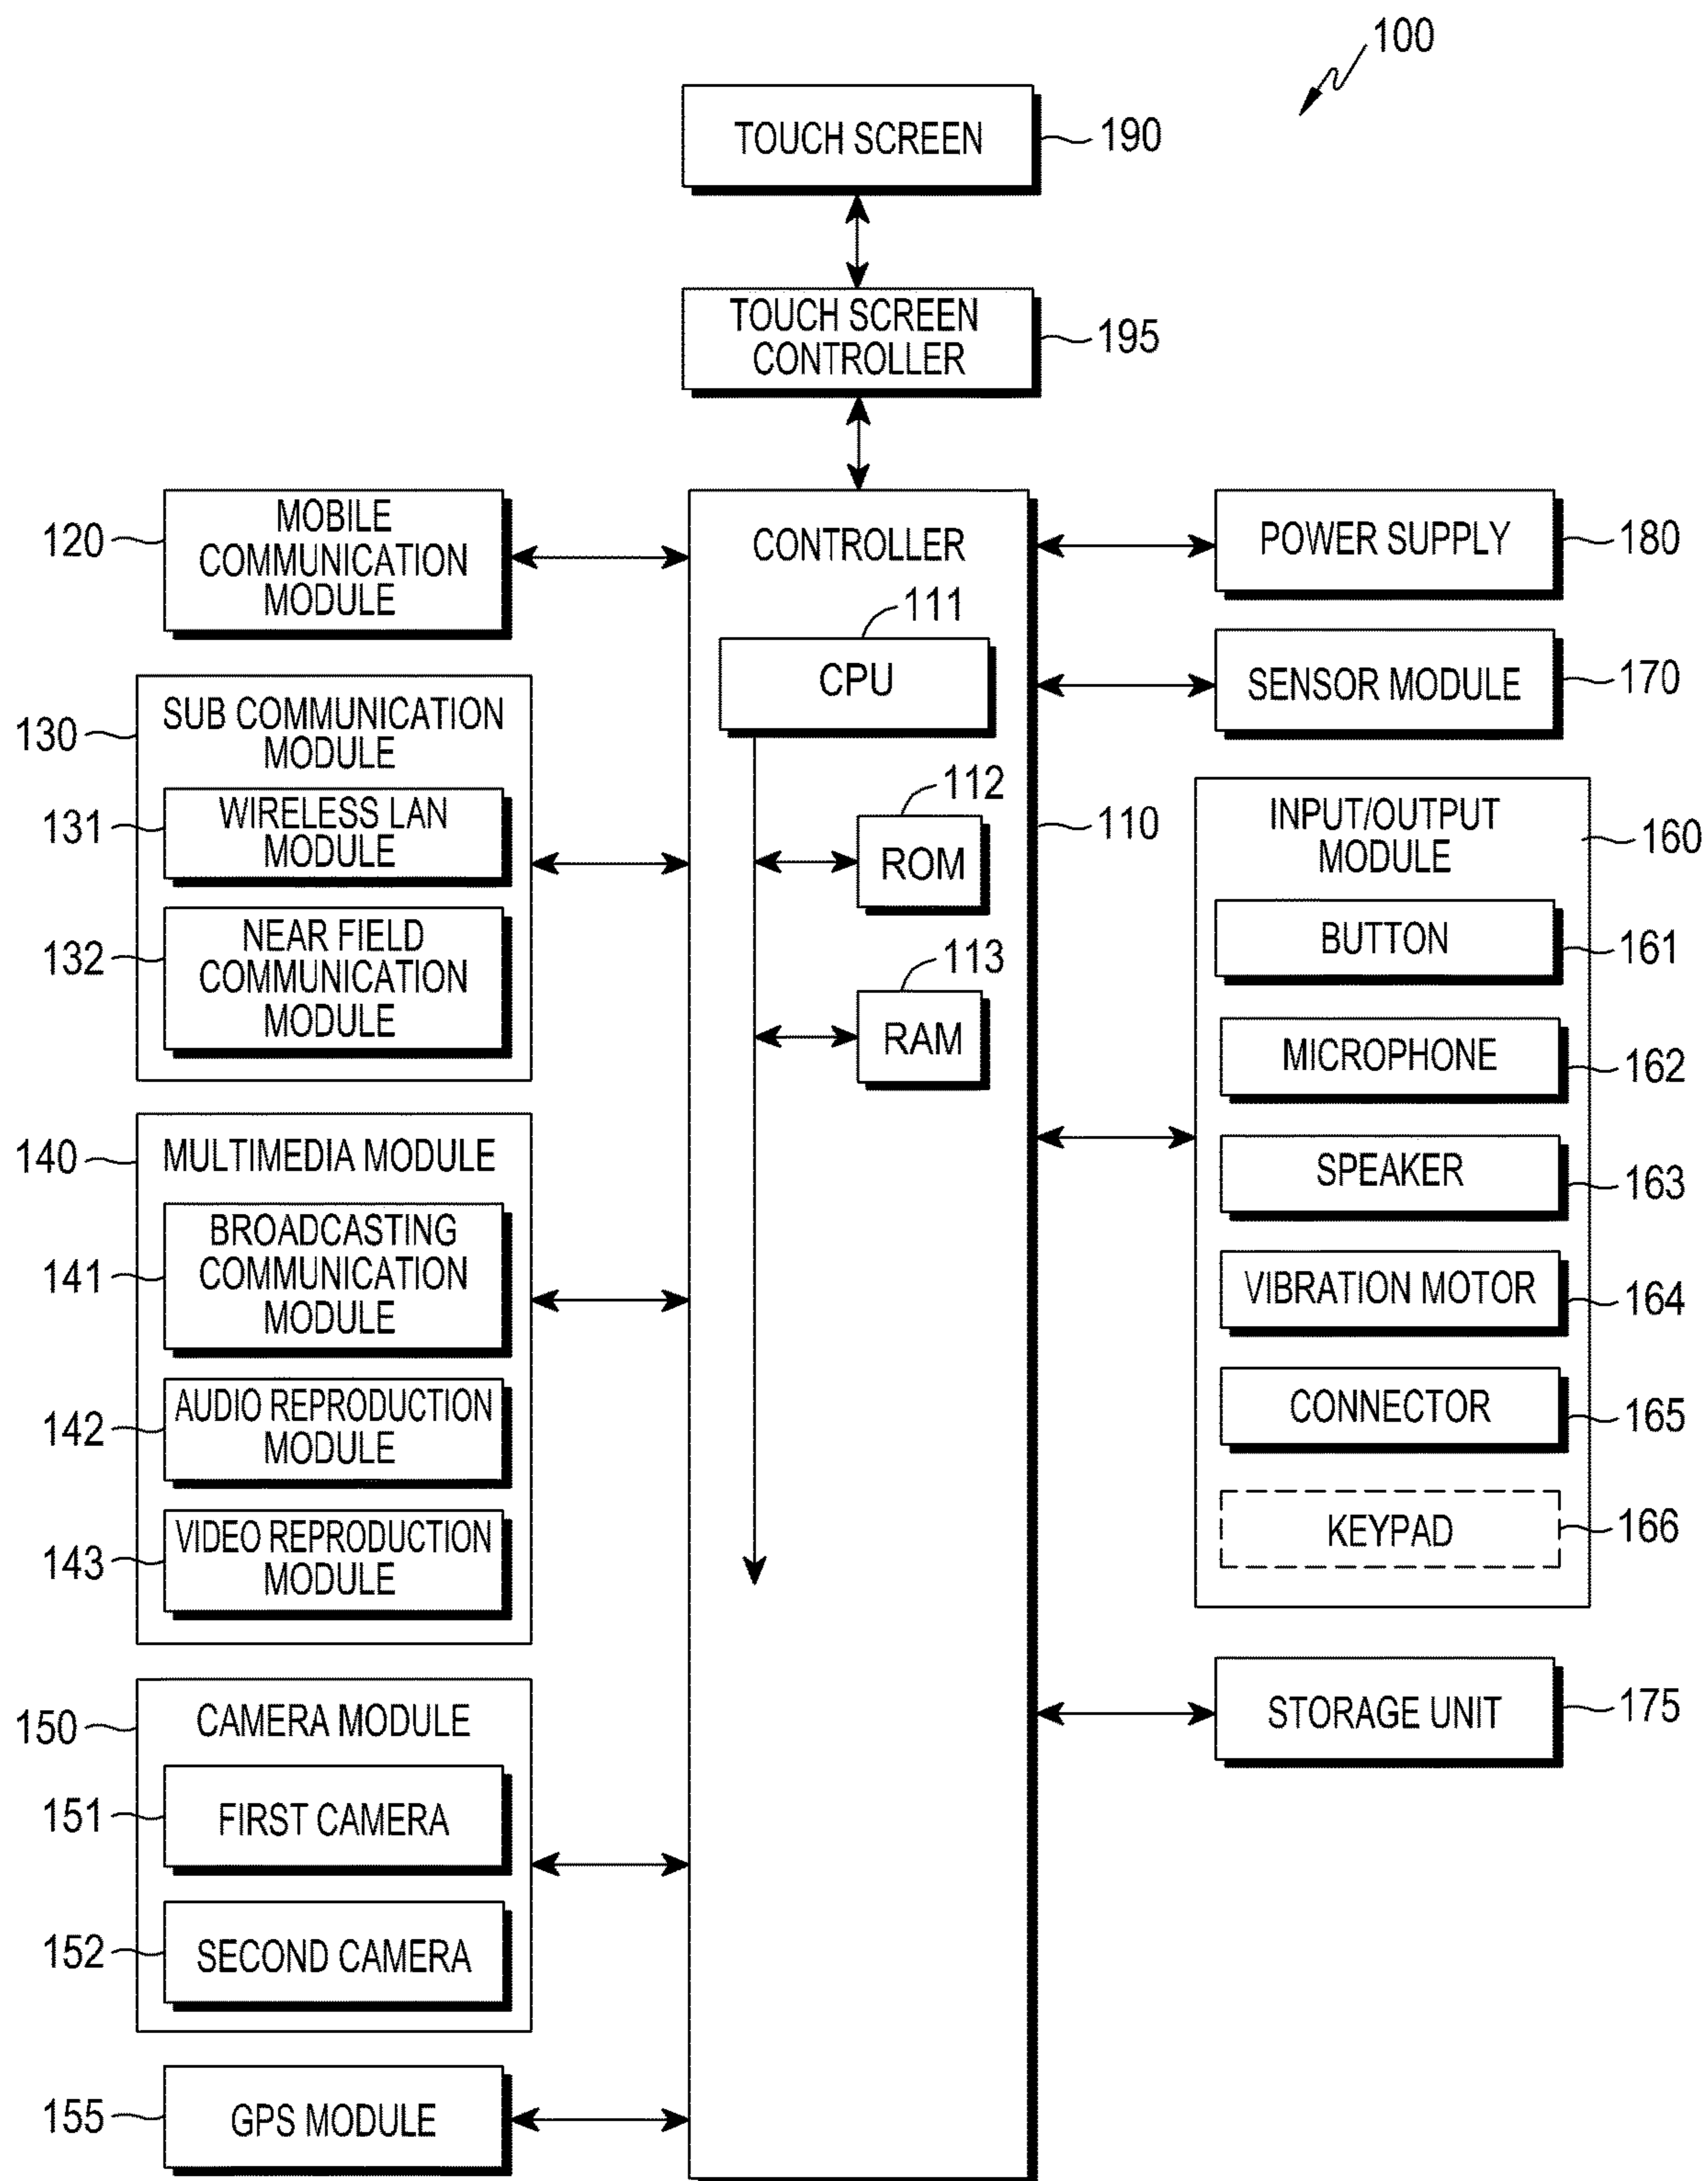 100
TOUCH SCREEN
190
TOUCH SCREEN
CONTROLLER
195
120
MOBILE
COMMUNICATION
MODULE
130
SUB COMMUNICATION
MODULE
131
WIRELESS LAN
MODULE
132
NEAR FIELD
COMMUNICATION
MODULE
140
MULTIMEDIA MODULE
141
BROADCASTING
COMMUNICATION
MODULE
142
AUDIO REPRODUCTION
MODULE
143
VIDEO REPRODUCTION
MODULE
150
CAMERA MODULE
151
FIRST CAMERA
152
SECOND CAMERA
155
GPS MODULE
CONTROLLER
111
CPU
112
ROM
113
RAM
110
POWER SUPPLY
180
SENSOR MODULE
170
INPUT/OUTPUT
MODULE
160
BUTTON
161
MICROPHONE
162
SPEAKER
163
VIBRATION MOTOR
164
CONNECTOR
165
KEYPAD
166
STORAGE UNIT
175